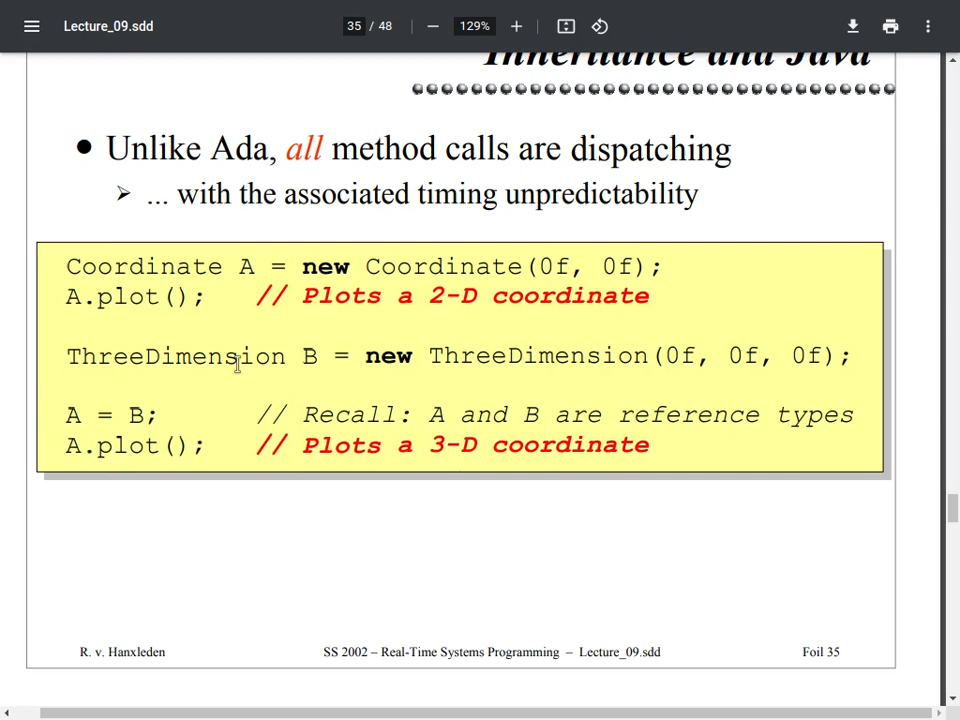 Lecture_09.sdd
35 / 48
129%
Inheritance and Java
• Unlike Ada, all method calls are dispatching
➢ ... with the associated timing unpredictability
Coordinate A = new Coordinate(0f, 0f);
A.plot(); // Plots a 2-D coordinate
ThreeDimension B = new ThreeDimension(0f, 0f, 0f);
A = B; // Recall: A and B are reference types
A.plot(); // Plots a 3-D coordinate
R. v. Hanxleden SS 2002 – Real-Time Systems Programming – Lecture_09.sdd Foil 35